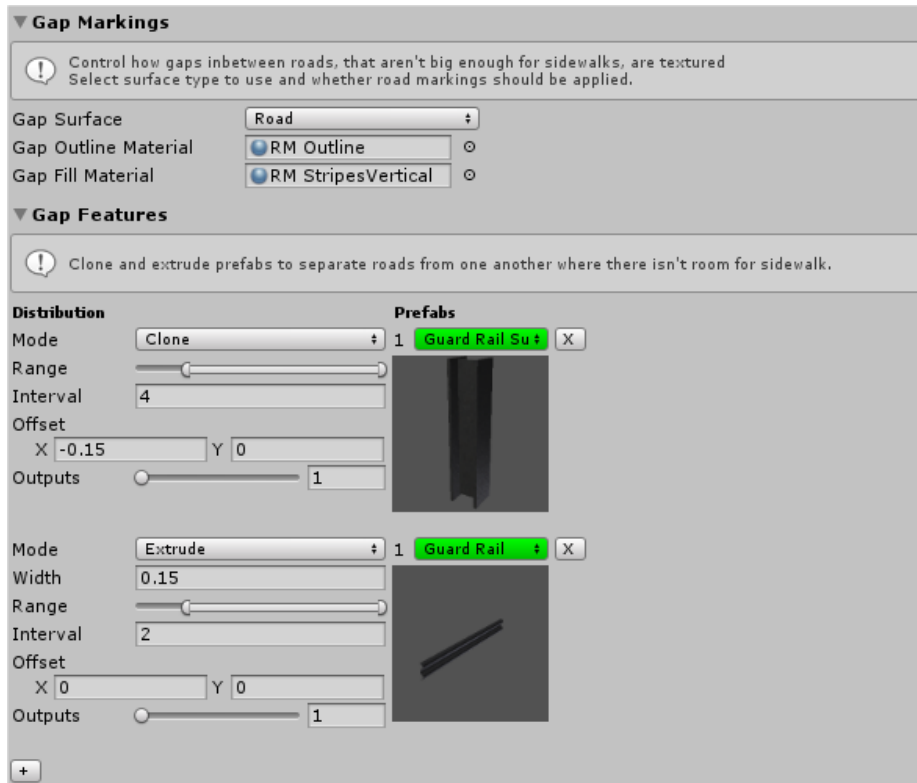 Gap Markings
Control how gaps inbetween roads, that aren't big enough for sidewalks, are textured
Select surface type to use and whether road markings should be applied.
Gap Surface Road
Gap Outline Material RM Outline
Gap Fill Material RM StripesVertical
Gap Features
Clone and extrude prefabs to separate roads from one another where there isn't room for sidewalk.
Distribution Prefabs
Mode Clone 1 Guard Rail Su X
Range
Interval 4
Offset
X -0.15 Y 0
Outputs 1
Mode Extrude 1 Guard Rail X
Width 0.15
Range
Interval 2
Offset
X 0 Y 0
Outputs 1
+